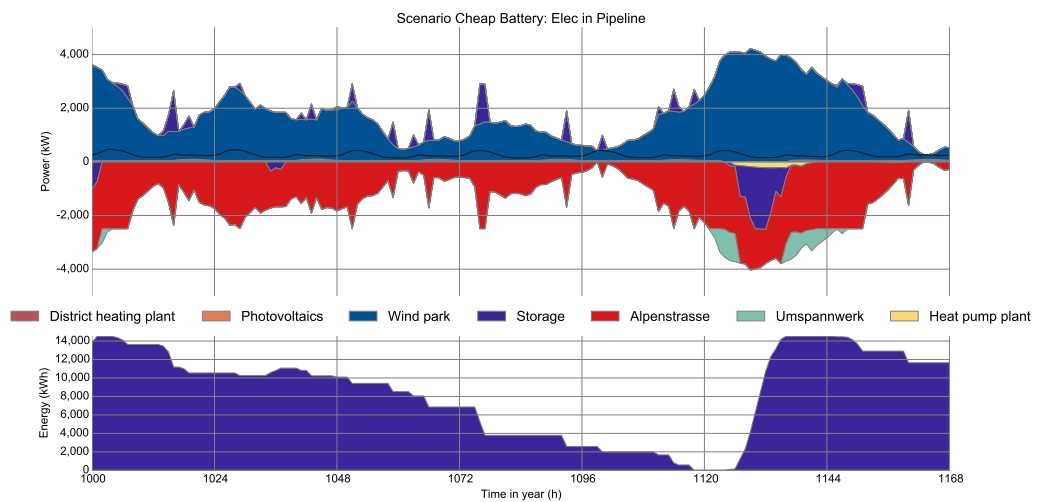 Scenario Cheap Battery: Elec in Pipeline
Power (kW)
4,000
2,000
0
-2,000
-4,000
District heating plant
Photovoltaics
Wind park
Storage
Alpenstrasse
Umspannwerk
Heat pump plant
Energy (kWh)
14,000
12,000
10,000
8,000
6,000
4,000
2,000
0
1000 1024 1048 1072 1096 1120 1144 1168
Time in year (h)